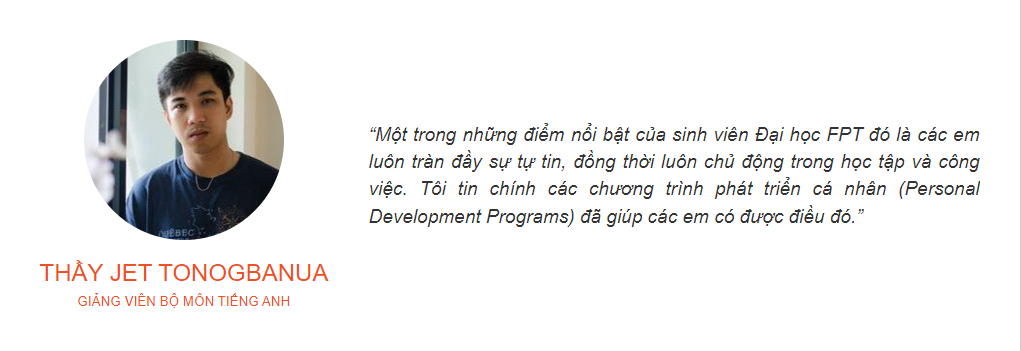 “Một trong những điểm nổi bật của sinh viên Đại học FPT đó là các em
luôn tràn đầy sự tự tin, đồng thời luôn chủ động trong học tập và công
việc. Tôi tin chính các chương trình phát triển cá nhân (Personal
Development Programs) đã giúp các em có được điều đó.”
QUÉBEC
THẦY JET TONOGBANUA
GIẢNG VIÊN BỘ MÔN TIẾNG ANH